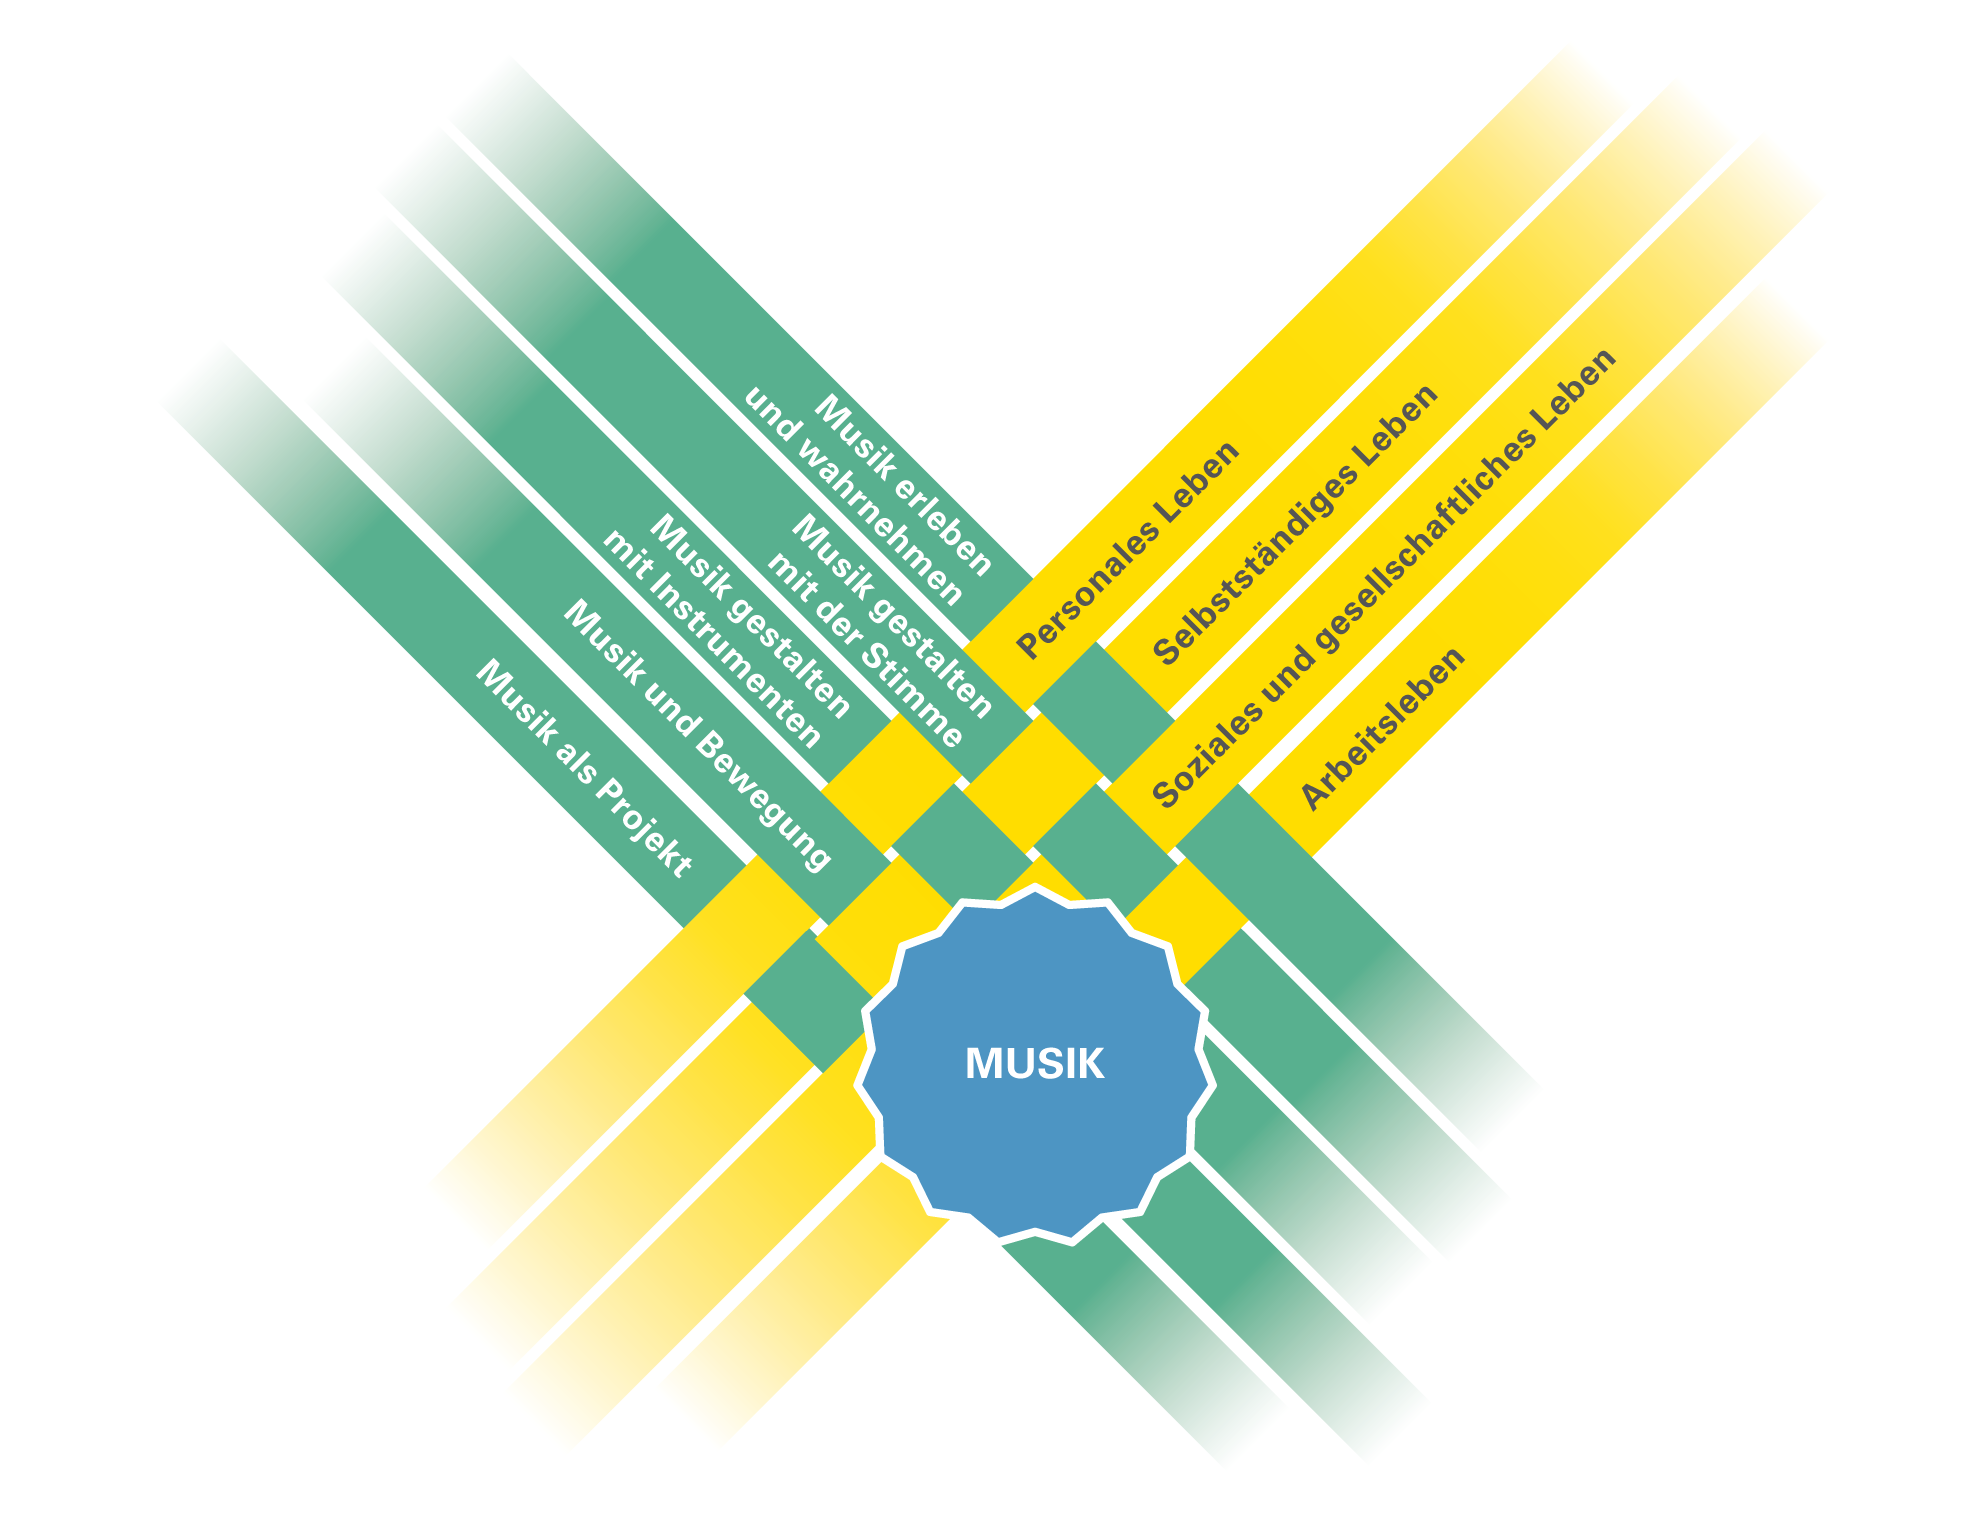 Musik erleben
und wahrnehmen
Musik gestalten
mit der Stimme
Musik gestalten
mit Instrumenten
Musik und Bewegung
Musik als Projekt
Personales Leben
Selbstständiges Leben
Soziales und gesellschaftliches Leben
Arbeitsleben
MUSIK